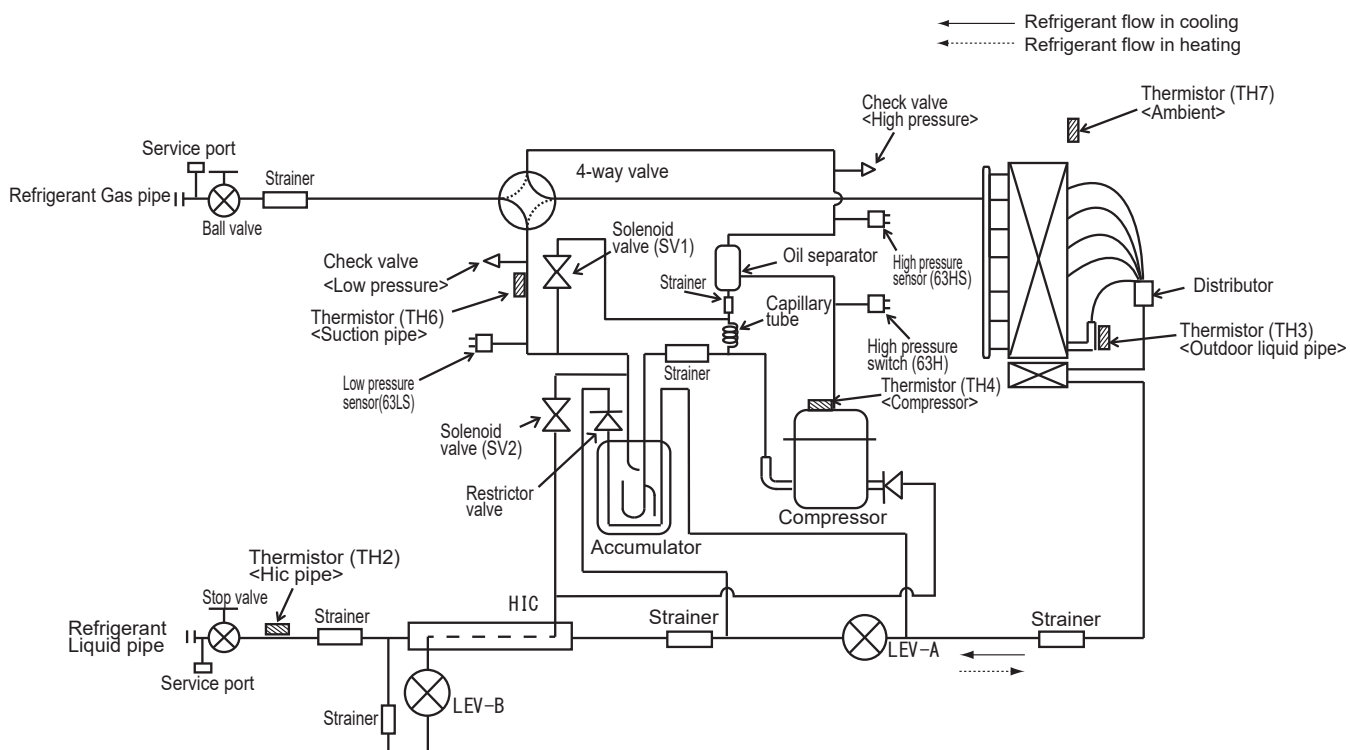 Refrigerant flow in cooling
Refrigerant flow in heating
Thermistor (TH7)
<Ambient>
Check valve
<High pressure>
Service port
Strainer
4-way valve
Refrigerant Gas pipe
Ball valve
Solenoid
valve (SV1)
Oil separator
High pressure
sensor (63HS)
Check valve
<Low pressure>
Strainer
Capillary
tube
Distributor
Thermistor (TH6)
<Suction pipe>
Thermistor (TH3)
<Outdoor liquid pipe>
High pressure
switch (63H)
Strainer
Low pressure
sensor(63LS)
Thermistor (TH4)
<Compressor>
Solenoid
valve (SV2)
Restrictor
valve
Compressor
Accumulator
Thermistor (TH2)
<Hic pipe>
Stop valve
Strainer
HIC
Strainer
Strainer
Refrigerant
Liquid pipe
LEV-A
Service port
Strainer
LEV-B